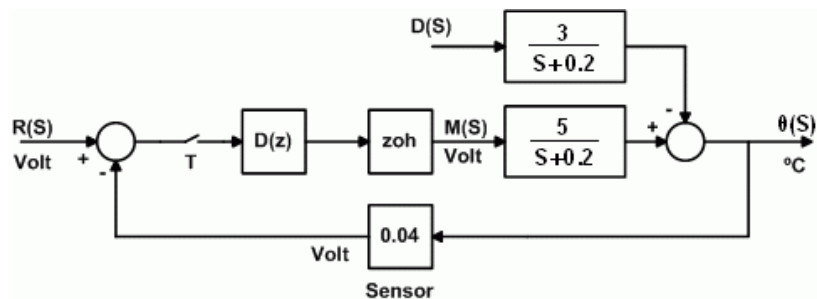 D(S)
3
S+0.2
-
R(S)
+
Volt
-
T
D(z)
zoh
M(S)
Volt
5
S+0.2
+
θ(S)
ºC
Volt
0.04
Sensor